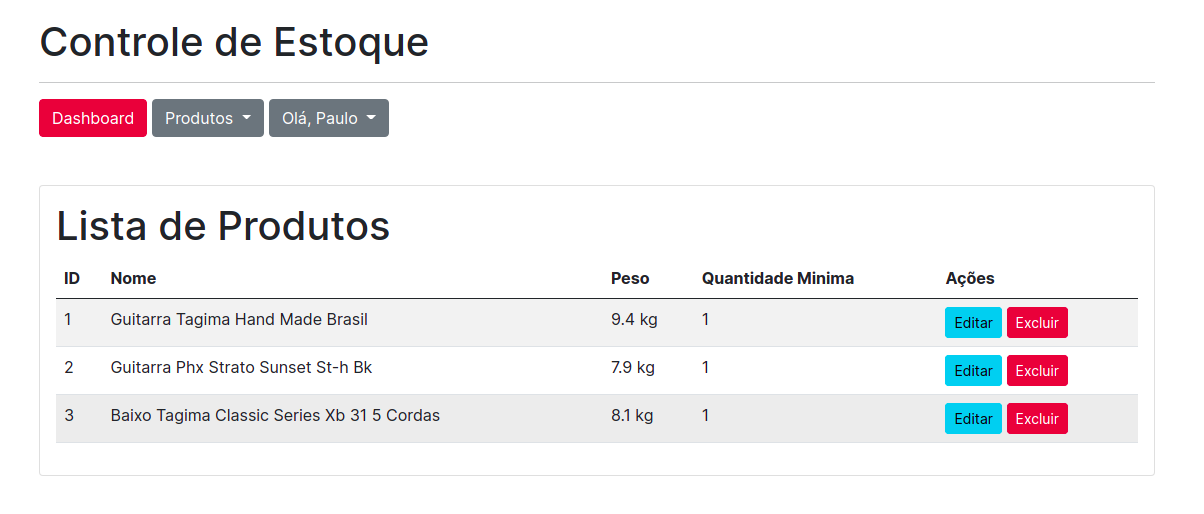 Controle de Estoque
Dashboard Produtos Olá, Paulo
Lista de Produtos
ID Nome Peso Quantidade Minima Ações
1 Guitarra Tagima Hand Made Brasil 9.4 kg 1 Editar Excluir
2 Guitarra Phx Strato Sunset St-h Bk 7.9 kg 1 Editar Excluir
3 Baixo Tagima Classic Series Xb 31 5 Cordas 8.1 kg 1 Editar Excluir